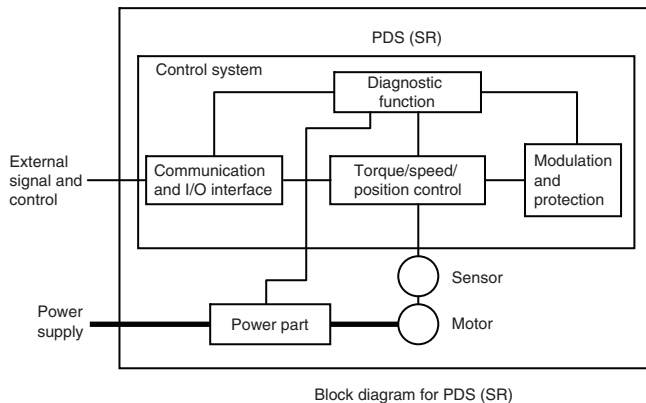 PDS (SR)
Control system
Diagnostic
function
External
signal and
control
Communication
and I/O interface
Torque/speed/
position control
Modulation
and
protection
Sensor
Power
supply
Power part
Motor
Block diagram for PDS (SR)